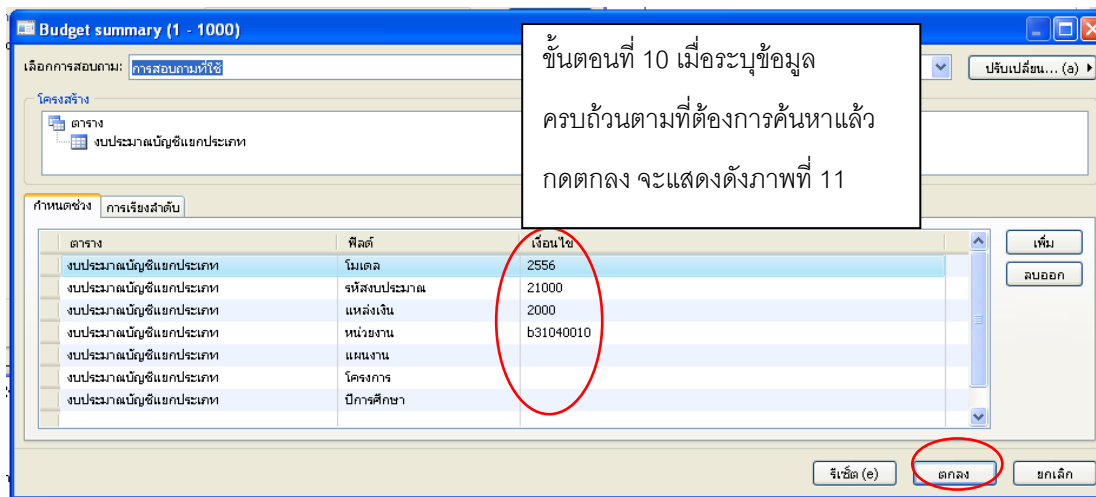 Budget summary (1 - 1000)
ขั้นตอนที่ 10 เมื่อระบุข้อมูล
ครบถ้วนตามที่ต้องการค้นหาแล้ว
กดตกลง จะแสดงดังภาพที่ 11
เลือกการสอบถาม: การสอบถามที่ใช้
ปรับเปลี่ยน... (a)
โครงสร้าง
ตาราง
งบประมาณบัญชีแยกประเภท
กำหนดช่วง การเรียงลำดับ
ตาราง ฟิลด์ เงื่อนไข
งบประมาณบัญชีแยกประเภท โมเดล 2556
งบประมาณบัญชีแยกประเภท รหัสงบประมาณ 21000
งบประมาณบัญชีแยกประเภท แหล่งเงิน 2000
งบประมาณบัญชีแยกประเภท หน่วยงาน b31040010
งบประมาณบัญชีแยกประเภท แผนงาน
งบประมาณบัญชีแยกประเภท โครงการ
งบประมาณบัญชีแยกประเภท ปีการศึกษา
เพิ่ม
ลบออก
รีเซ็ต (e) ตกลง ยกเลิก